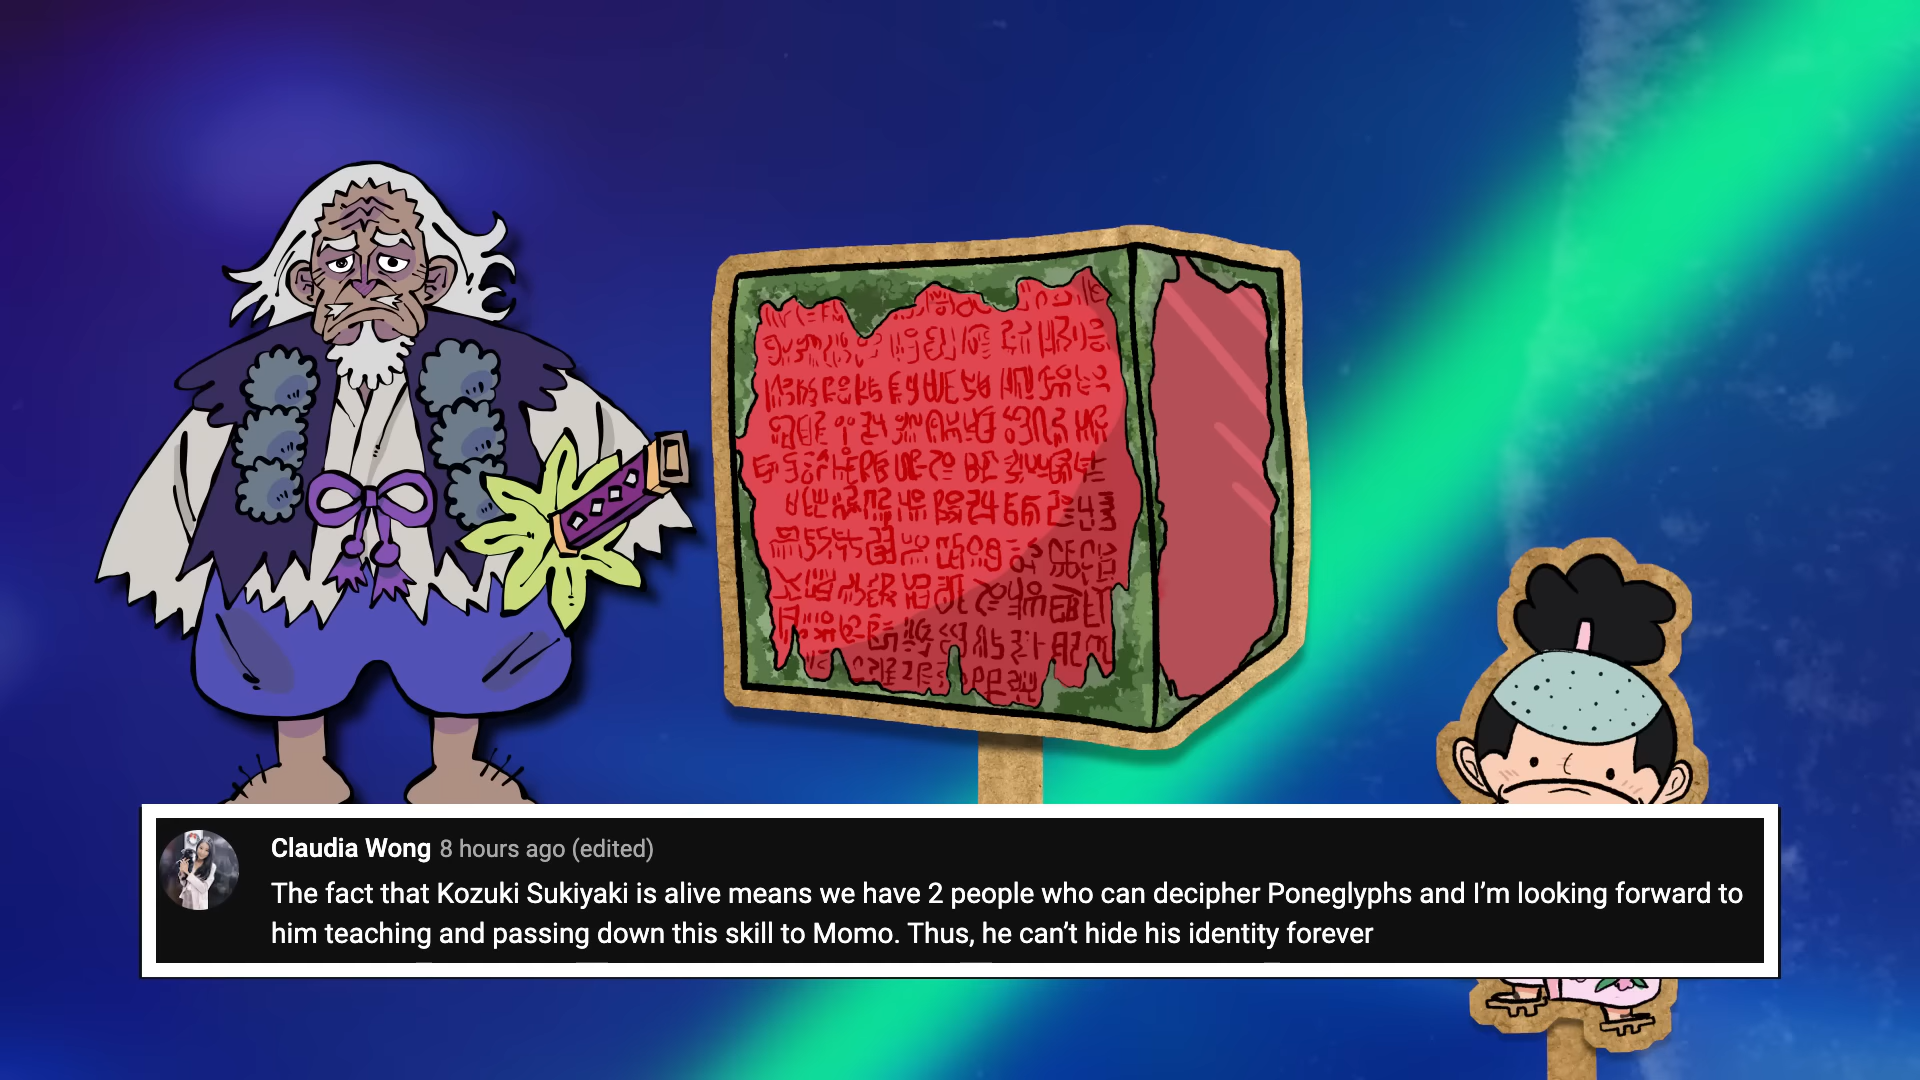 Claudia Wong 8 hours ago (edited)
The fact that Kozuki Sukiyaki is alive means we have 2 people who can decipher Poneglyphs and I’m looking forward to
him teaching and passing down this skill to Momo. Thus, he can’t hide his identity forever